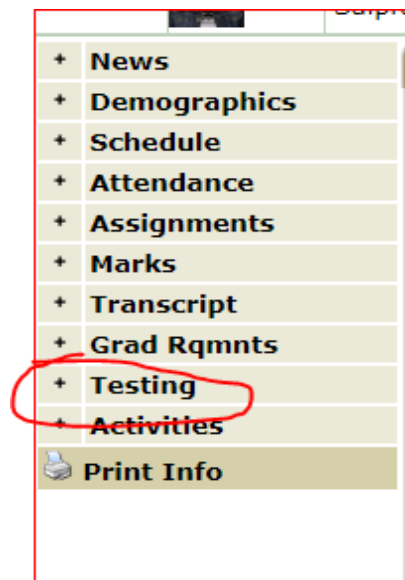 + News
+ Demographics
+ Schedule
+ Attendance
+ Assignments
+ Marks
+ Transcript
+ Grad Rqmnts
+ Testing
+ Activities
Print Info